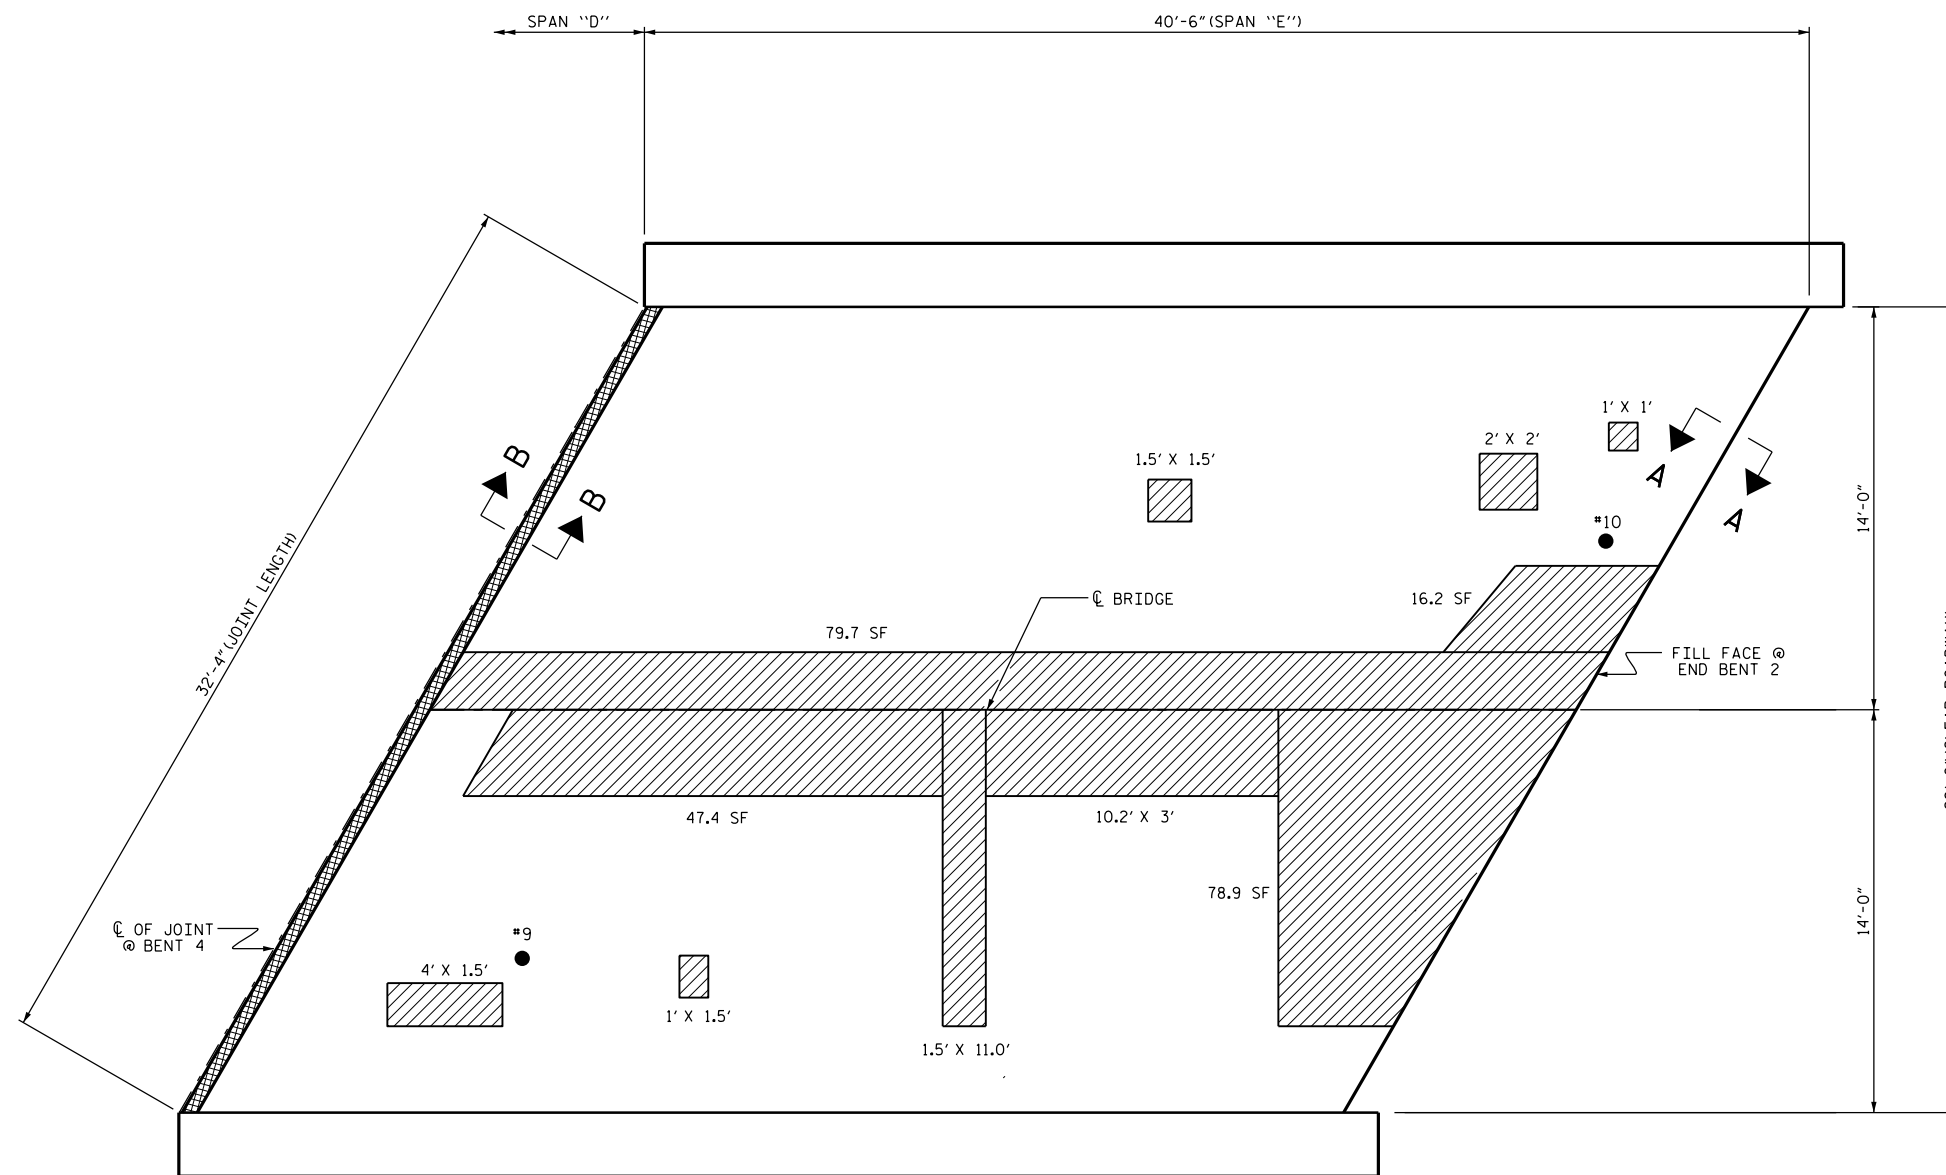 SPAN ``D''
40'-6" (SPAN ``E'')
1' X 1'
2' X 2'
1.5' X 1.5'
B
B
A
A
#10
14'-0"
32'-4" (JOINT LENGTH)
16.2 SF
℄ BRIDGE
79.7 SF
FILL FACE @
END BENT 2
47.4 SF
10.2' X 3'
78.9 SF
14'-0"
℄ OF JOINT
@ BENT 4
#9
4' X 1.5'
1' X 1.5'
1.5' X 11.0'